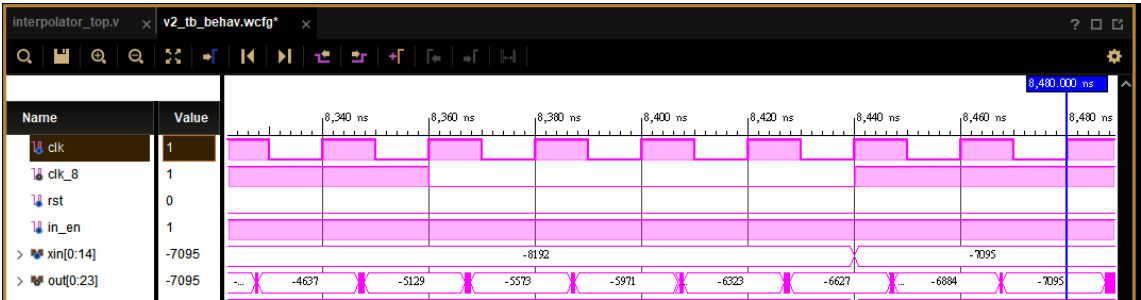 interpolator_top.v × v2_tb_behav.wcfg* ×
8,480.000 ns
Name Value
8,340 ns 8,360 ns 8,380 ns 8,400 ns 8,420 ns 8,440 ns 8,460 ns 8,480 ns
clk 1
clk_8 1
rst 0
in_en 1
xin[0:14] -7095 -8192 -7095
out[0:23] -7095 -... -4637 -5129 -5573 -5971 ... -6323 -6627 ... -6884 -7095